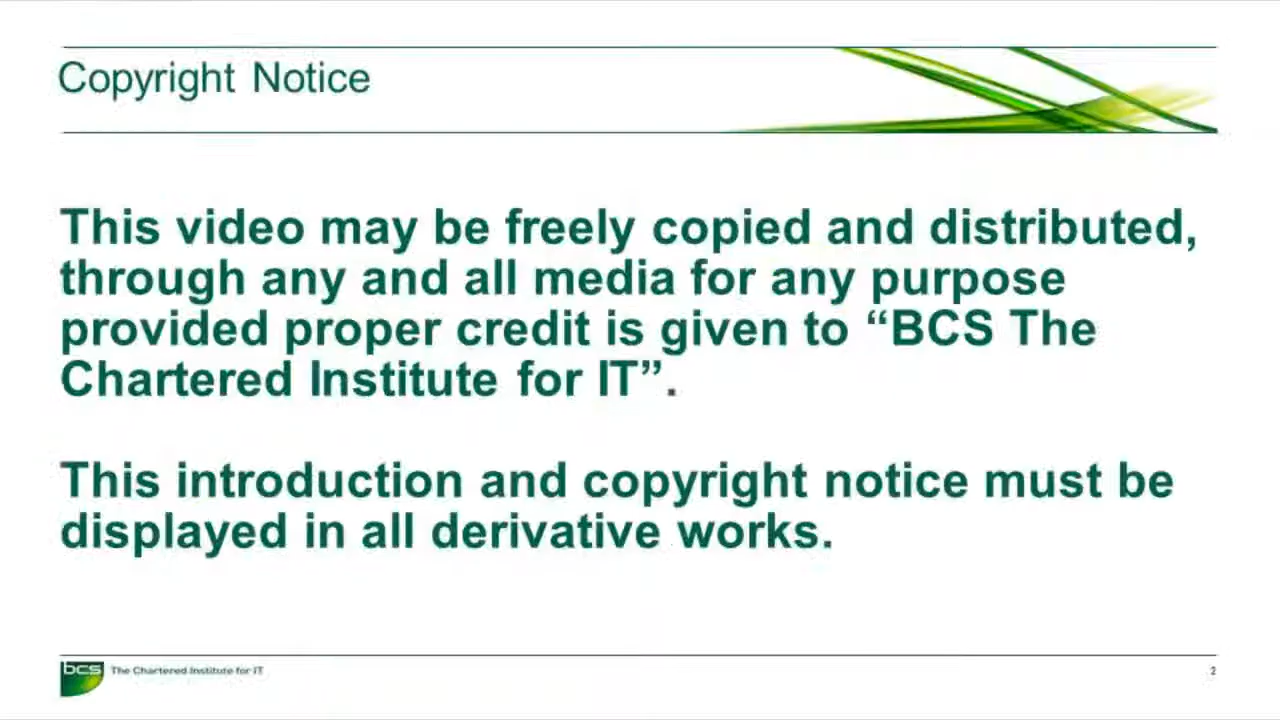 Copyright Notice
This video may be freely copied and distributed,
through any and all media for any purpose
provided proper credit is given to “BCS The
Chartered Institute for IT”.
This introduction and copyright notice must be
displayed in all derivative works.
bcs The Chartered Institute for IT
2